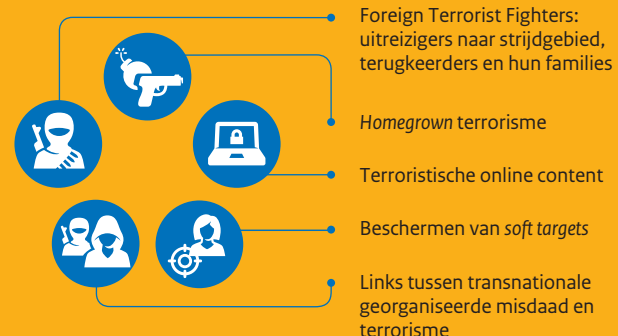 Foreign Terrorist Fighters:
uitreizigers naar strijdgebied,
terugkeerders en hun families
Homegrown terrorisme
Terroristische online content
Beschermen van soft targets
Links tussen transnationale
georganiseerde misdaad en
terrorisme